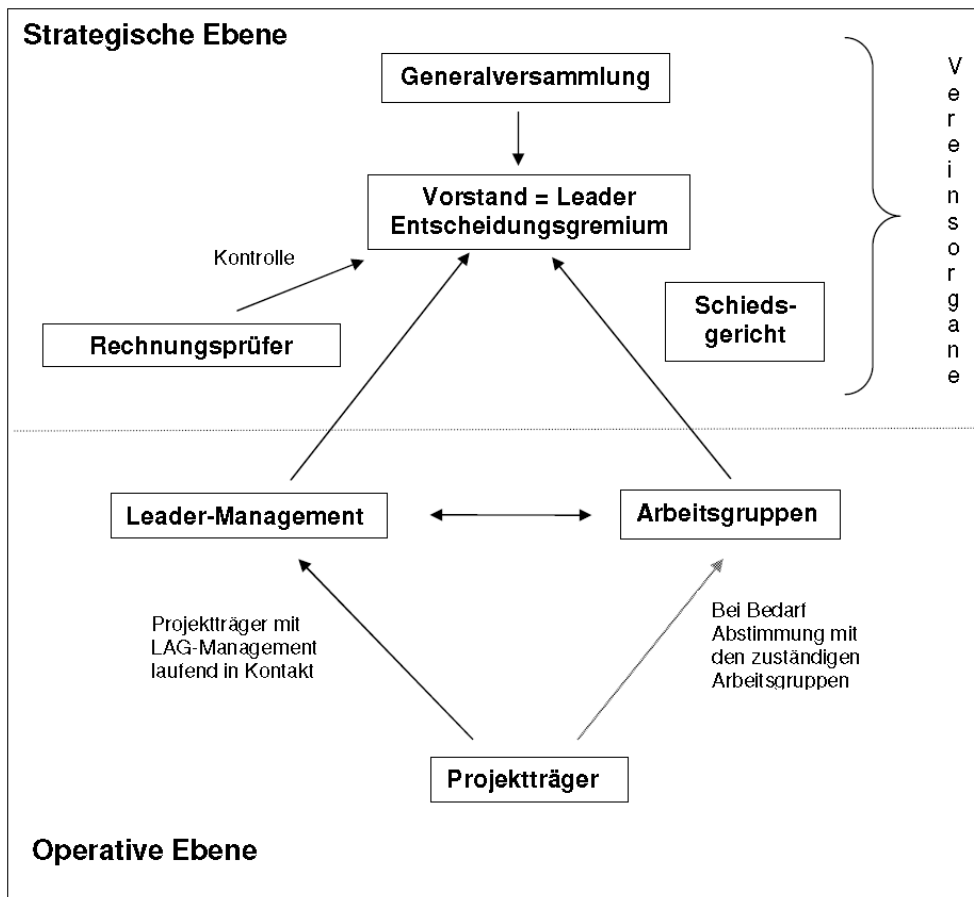 Strategische Ebene
Generalversammlung
Vorstand = Leader
Entscheidungsgremium
Kontrolle
Rechnungsprüfer
Schieds-
gericht
Vereinsorgane
Leader-Management
Arbeitsgruppen
Projektträger mit
LAG-Management
laufend in Kontakt
Bei Bedarf
Abstimmung mit
den zuständigen
Arbeitsgruppen
Projektträger
Operative Ebene